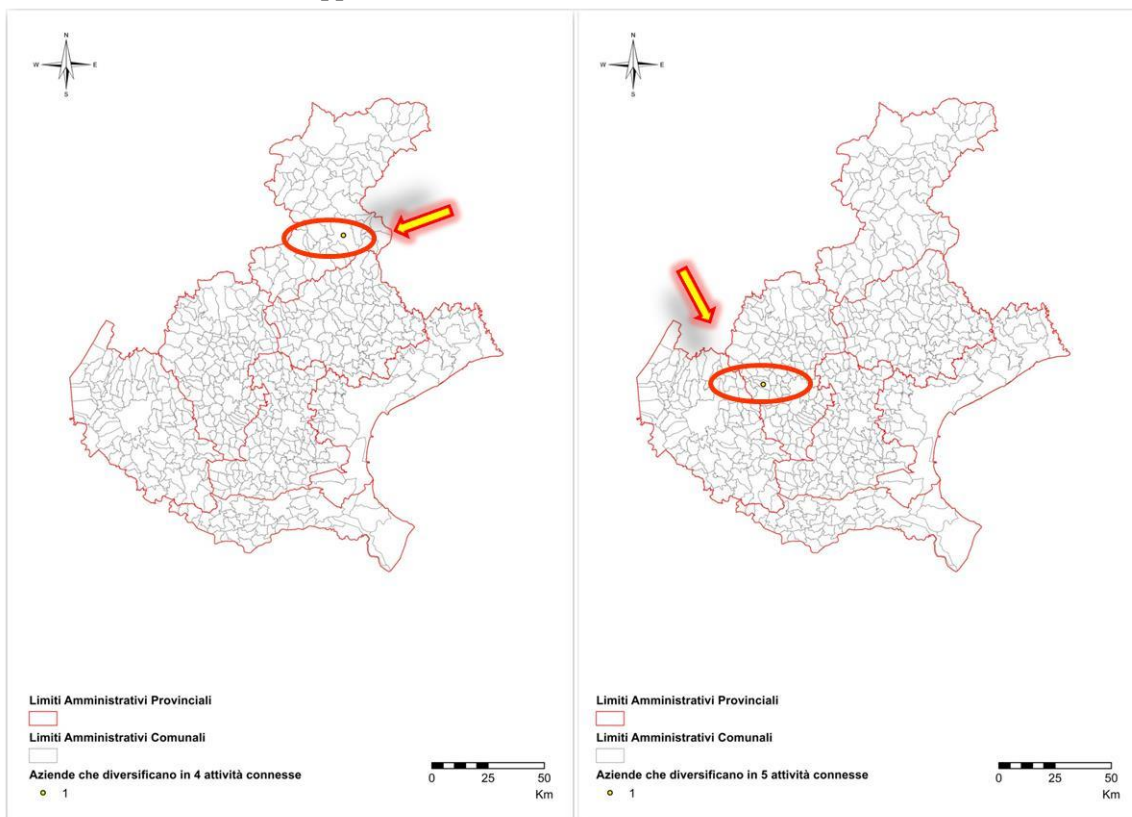 N
W E
S
Limiti Amministrativi Provinciali
Limiti Amministrativi Comunali
Aziende che diversificano in 4 attività connesse
1
0 25 50
Km
N
W E
S
Limiti Amministrativi Provinciali
Limiti Amministrativi Comunali
Aziende che diversificano in 5 attività connesse
1
0 25 50
Km